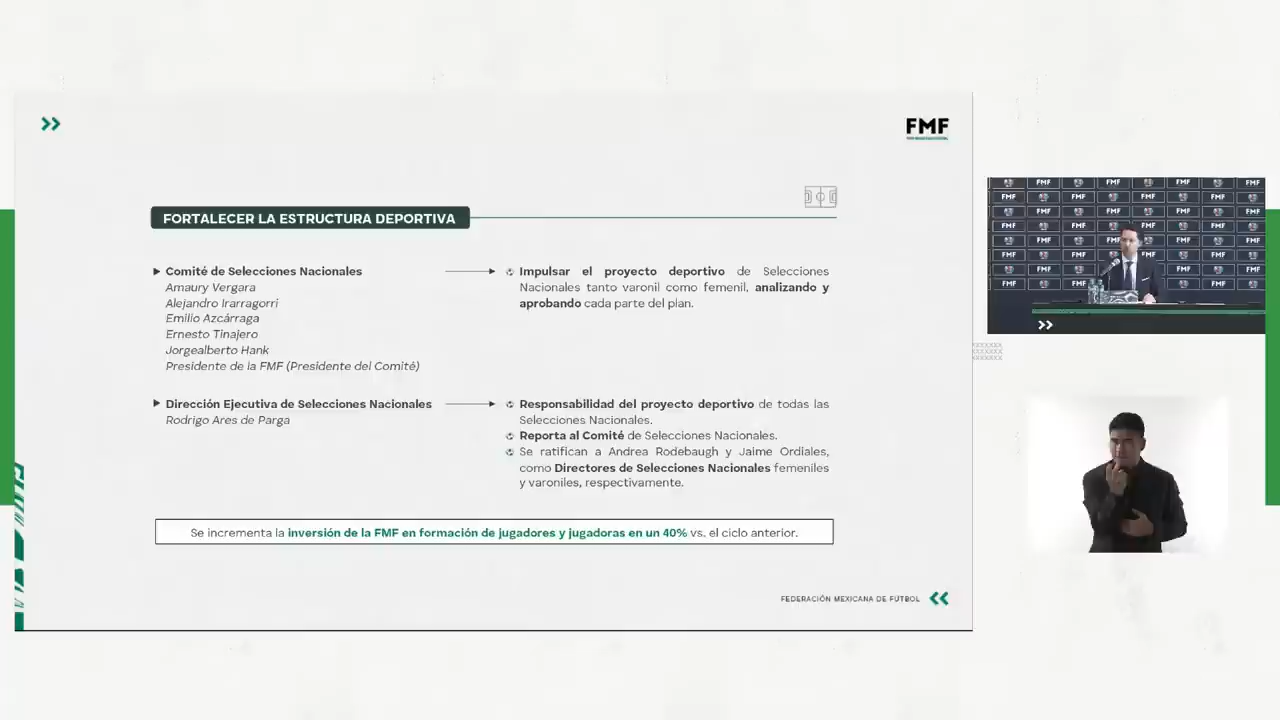 FMF
FORTALECER LA ESTRUCTURA DEPORTIVA
Comité de Selecciones Nacionales
Amaury Vergara
Alejandro Irarragorri
Emilio Azcárraga
Ernesto Tinajero
Jorgealberto Hank
Presidente de la FMF (Presidente del Comité)
Impulsar el proyecto deportivo de Selecciones
Nacionales tanto varonil como femenil, analizando y
aprobando cada parte del plan.
Dirección Ejecutiva de Selecciones Nacionales
Rodrigo Ares de Parga
Responsabilidad del proyecto deportivo de todas las
Selecciones Nacionales.
Reporta al Comité de Selecciones Nacionales.
Se ratifican a Andrea Rodebaugh y Jaime Ordiales,
como Directores de Selecciones Nacionales femeniles
y varoniles, respectivamente.
Se incrementa la inversión de la FMF en formación de jugadores y jugadoras en un 40% vs. el ciclo anterior.
FEDERACIÓN MEXICANA DE FÚTBOL